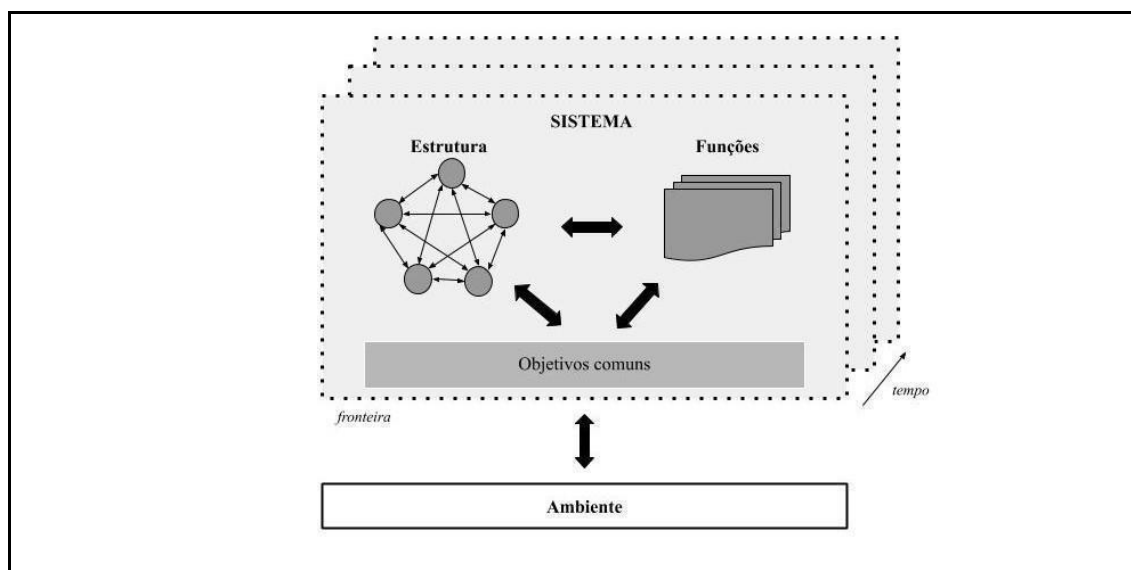 SISTEMA
Estrutura
Funções
Objetivos comuns
fronteira
tempo
Ambiente